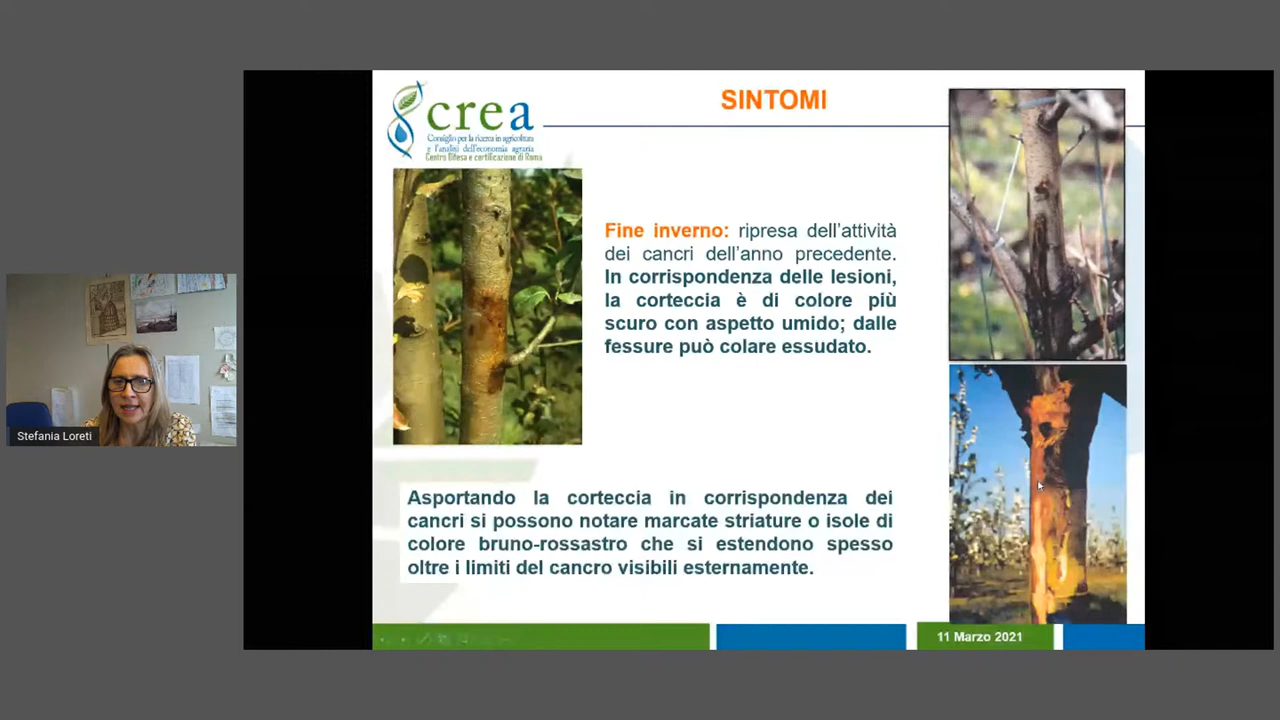 SINTOMI
crea
Consiglio per la ricerca in agricoltura
e l'analisi dell'economia agraria
Centro Difesa e certificazione di Roma
Fine inverno: ripresa dell'attività
dei cancri dell'anno precedente.
In corrispondenza delle lesioni,
la corteccia è di colore più
scuro con aspetto umido; dalle
fessure può colare essudato.
Stefania Loreti
Asportando la corteccia in corrispondenza dei
cancri si possono notare marcate striature o isole di
colore bruno-rossastro che si estendono spesso
oltre i limiti del cancro visibili esternamente.
11 Marzo 2021